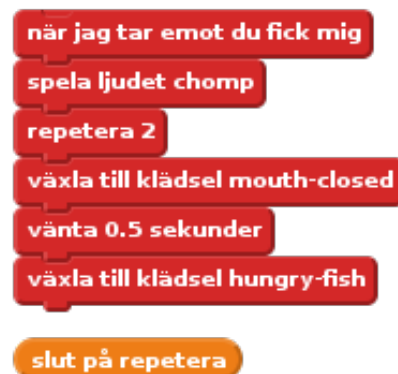 när jag tar emot du fick mig
spela ljudet chomp
repetera 2
växla till klädsel mouth-closed
vänta 0.5 sekunder
växla till klädsel hungry-fish
slut på repetera